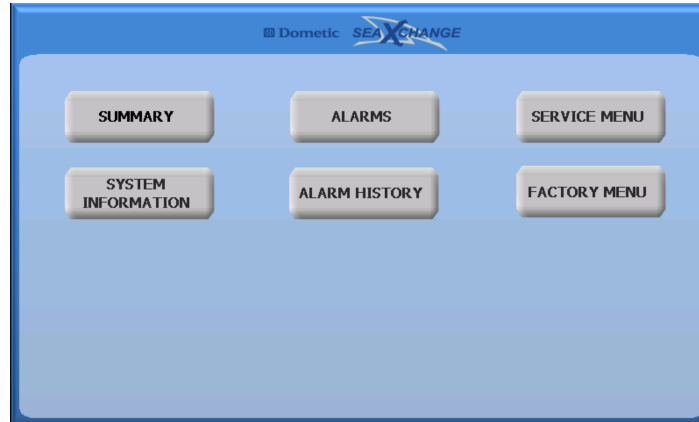 Dometic SEAXCHANGE
SUMMARY
ALARMS
SERVICE MENU
SYSTEM
INFORMATION
ALARM HISTORY
FACTORY MENU